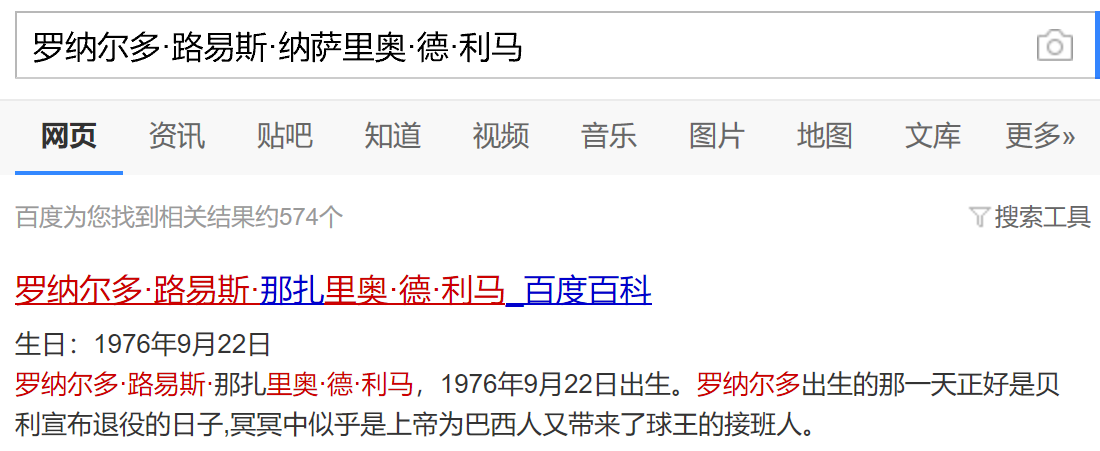 罗纳尔多·路易斯·纳萨里奥·德·利马
网页 资讯 贴吧 知道 视频 音乐 图片 地图 文库 更多»
百度为您找到相关结果约574个 搜索工具
罗纳尔多·路易斯·那扎里奥·德·利马_百度百科
生日：1976年9月22日
罗纳尔多·路易斯·那扎里奥·德·利马，1976年9月22日出生。罗纳尔多出生的那一天正好是贝
利宣布退役的日子,冥冥中似乎是上帝为巴西人又带来了球王的接班人。